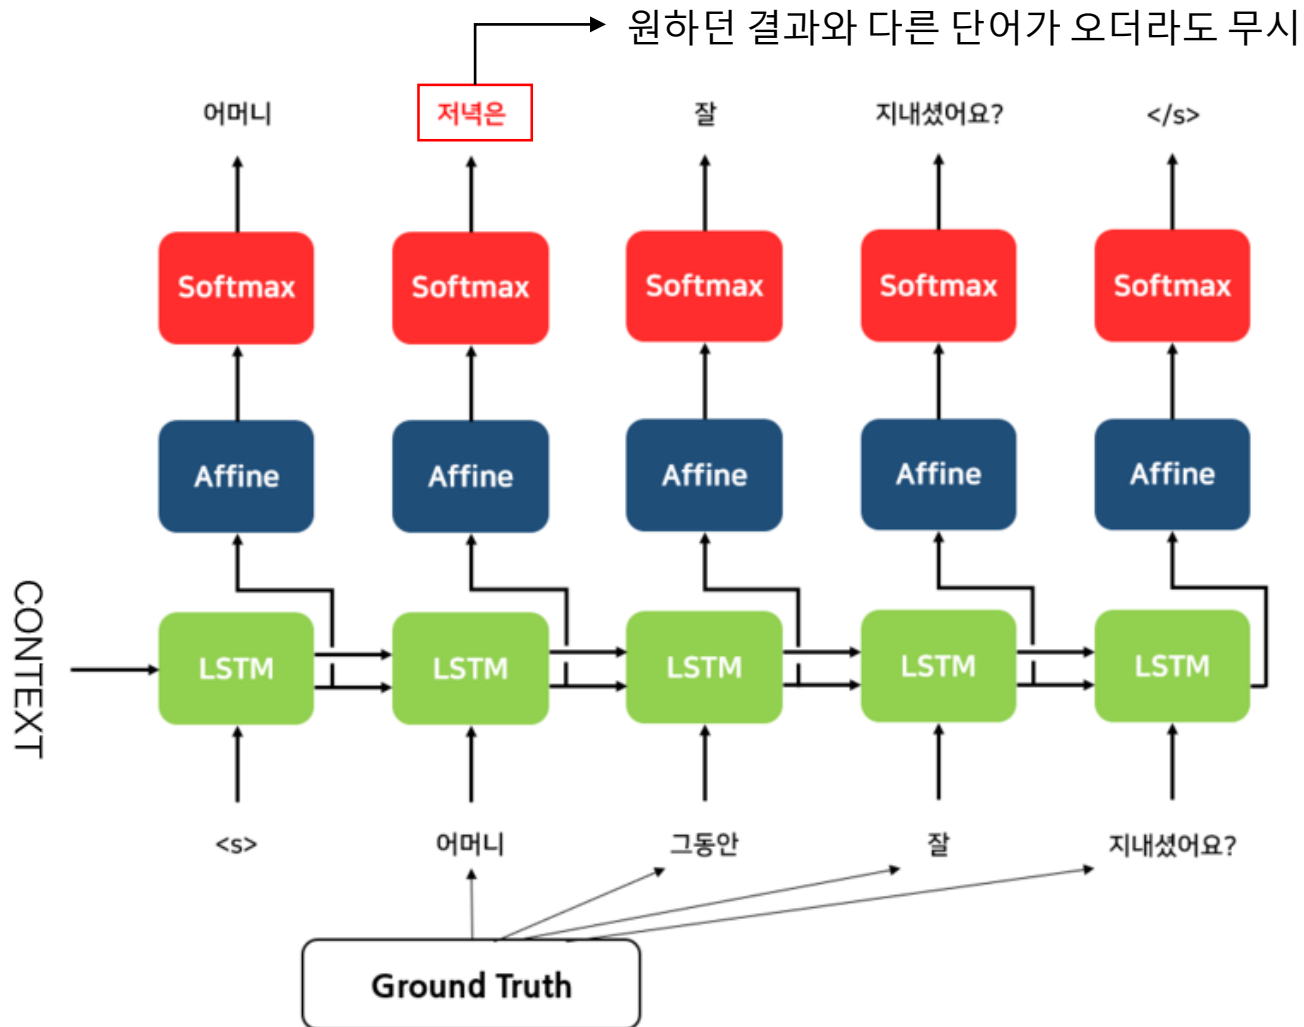 원하던 결과와 다른 단어가 오더라도 무시
어머니 저녁은 잘 지내셨어요? </s>
Softmax Softmax Softmax Softmax Softmax
Affine Affine Affine Affine Affine
CONTEXT
LSTM LSTM LSTM LSTM LSTM
<s> 어머니 그동안 잘 지내셨어요?
Ground Truth